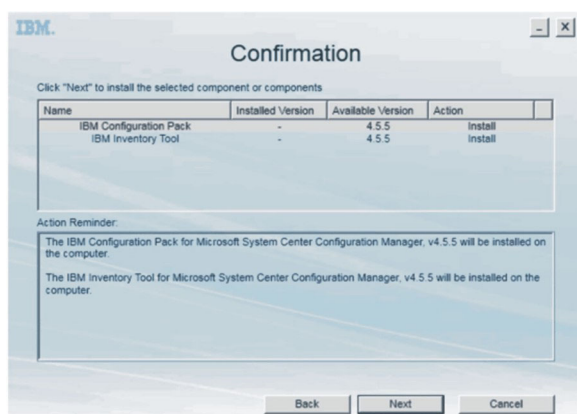 IBM.
Confirmation
Click "Next" to install the selected component or components
Name Installed Version Available Version Action
IBM Configuration Pack - 4.5.5 Install
IBM Inventory Tool - 4.5.5 Install
Action Reminder:
The IBM Configuration Pack for Microsoft System Center Configuration Manager, v4.5.5 will be installed on
the computer.
The IBM Inventory Tool for Microsoft System Center Configuration Manager, v4.5.5 will be installed on the
computer.
Back Next Cancel